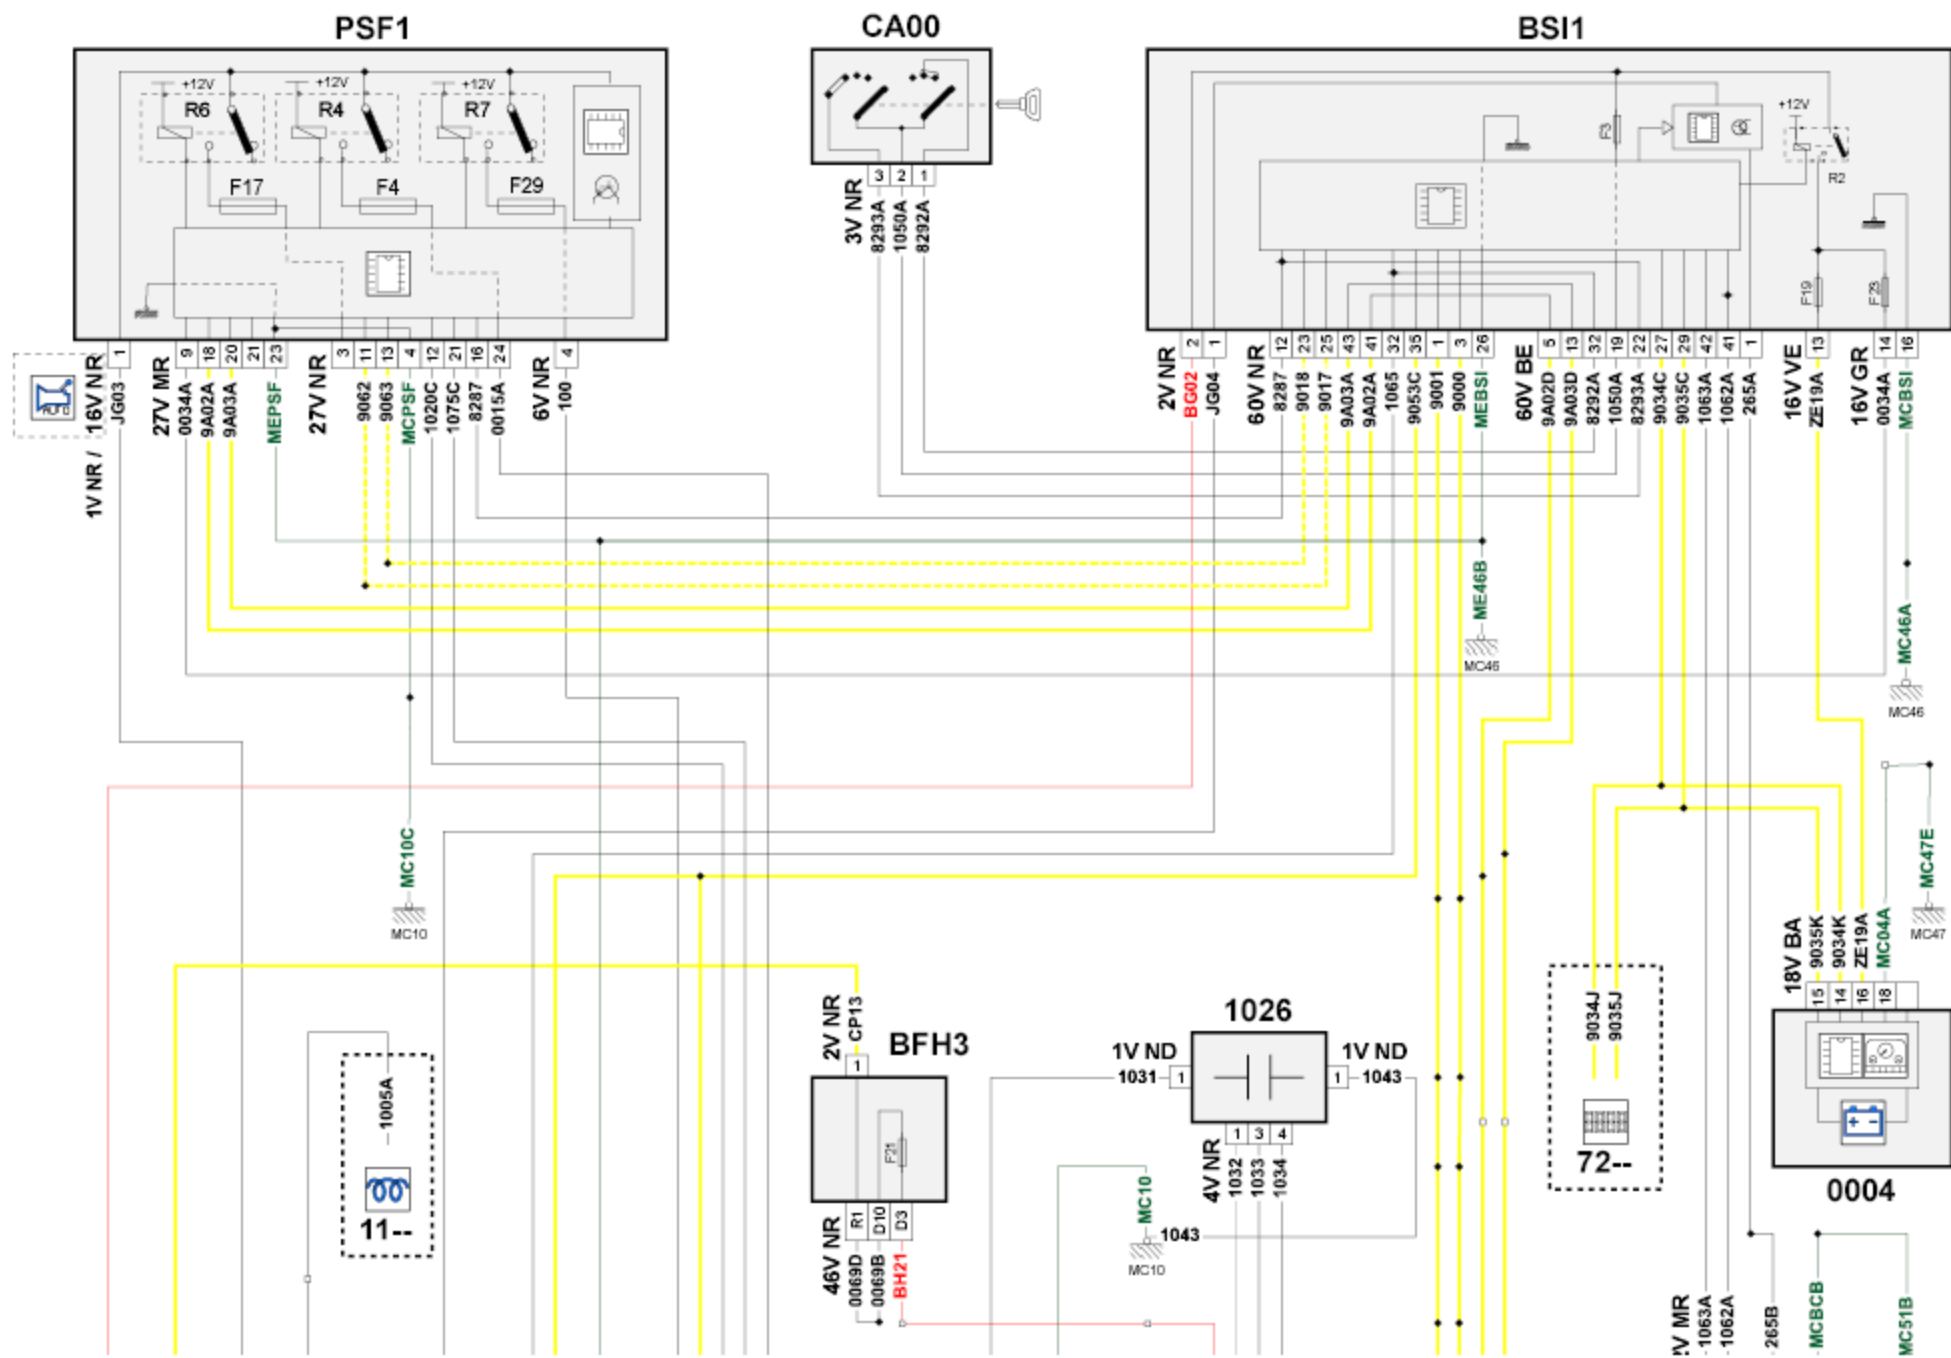 PSF1
CA00
BSI1
+12V
+12V
+12V
R6
R4
R7
F17
F4
F29
F3
+12V
R2
F19
F23
3 2 1
3V NR
8293A
1050A
8292A
AUTO
1V NR / 16V NR
1
JG03
27V MR
9 18 20 21 23
0034A
9A02A
9A03A
MEPSF
27V NR
3 11 13 4 12 21 16 24
9062
9063
MCPSF
1020C
1075C
8287
0015A
6V NR
4
100
2V NR
2 1
BG02
JG04
60V NR
12 23 25 43 41 32 35 1 3 26
8287
9018
9017
9A03A
9A02A
1065
9053C
9001
9000
MEBSI
60V BE
5 13 32 19 22 27 29 42 41 1
9A02D
9A03D
8292A
1050A
8293A
9034C
9035C
1063A
1062A
265A
16V VE
13
ZE19A
16V GR
14 16
0034A
MCBSI
ME46B
MC46
MC46A
MC46
MC10C
MC10
MC47E
MC47
18V BA
9035K
9034K
ZE19A
MC04A
15 14 16 18
0004
9034J
9035J
72--
1005A
11--
2V NR
CP13
1
BFH3
F21
46V NR
R1 D10 D3
0069D
0069B
BH21
1026
1V ND
1031
1
1V ND
1
1043
4V NR
1 3 4
1032
1033
1034
MC10
MC10
1043
V MR
1063A
1062A
265B
MCBCB
MC51B